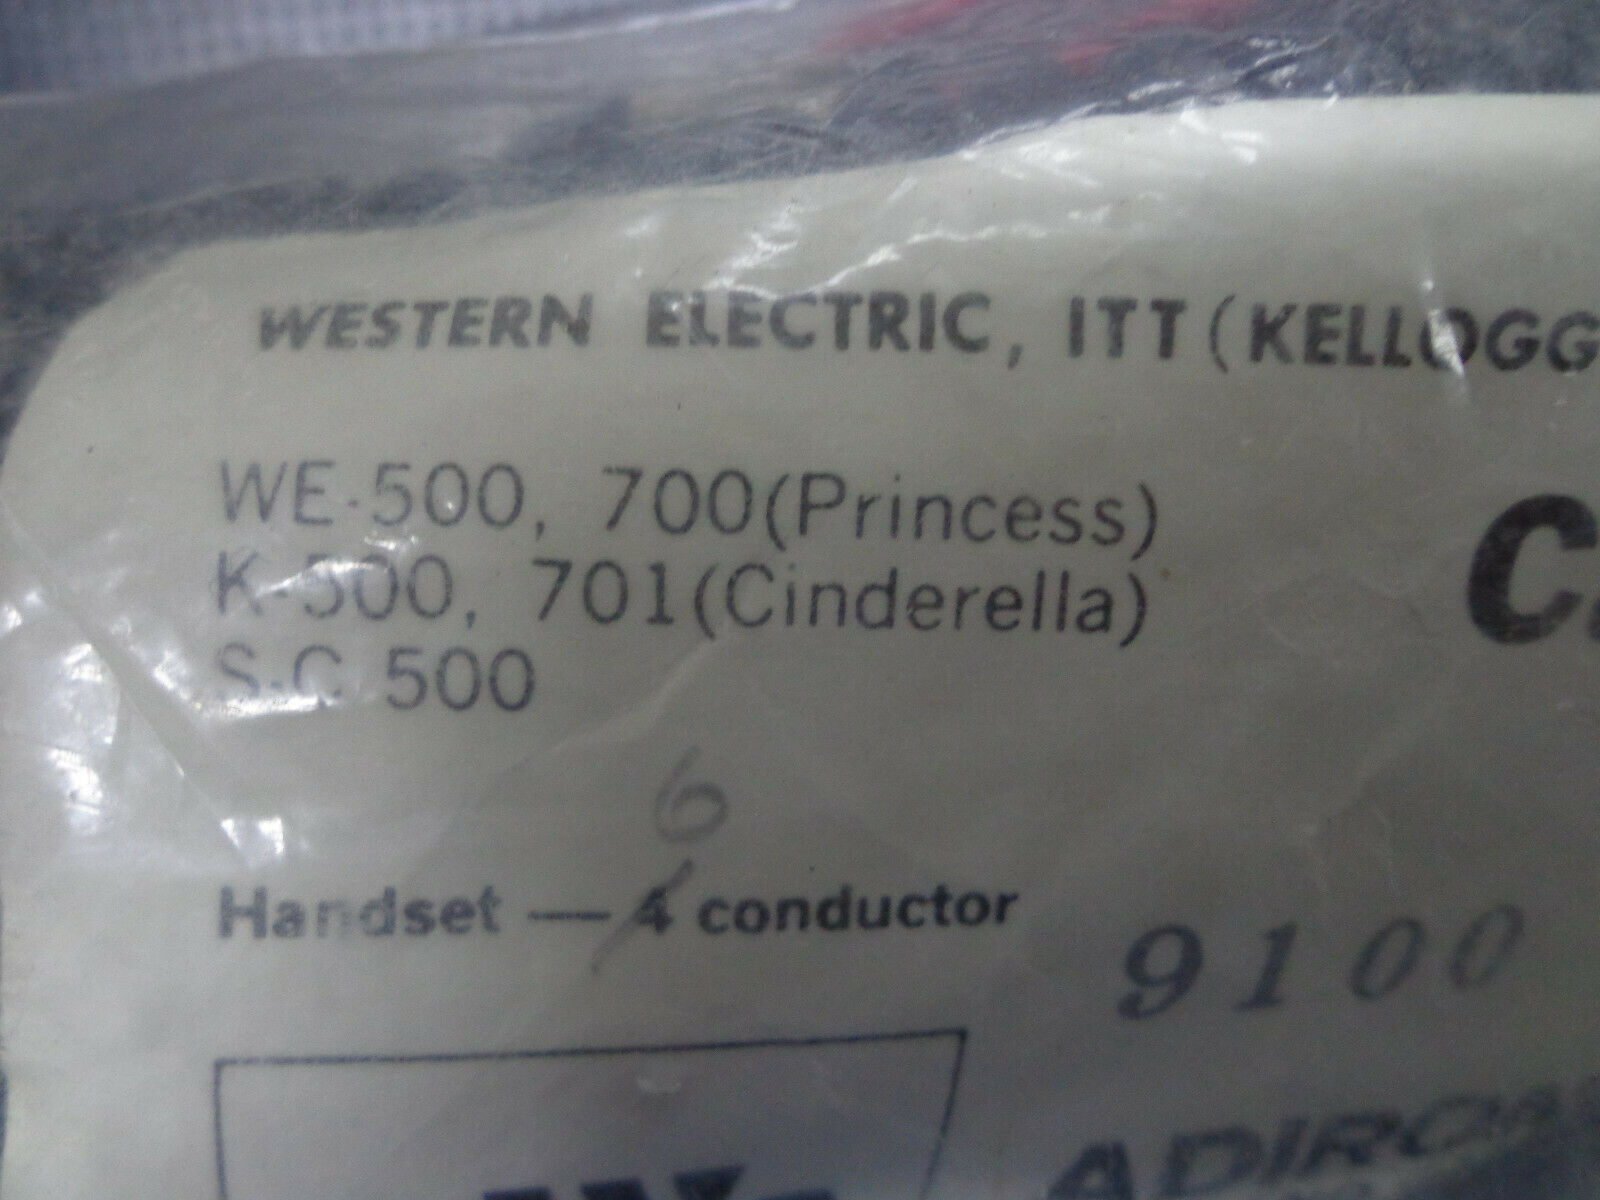 WESTERN ELECTRIC, ITT (KELLOGG
WE-500, 700(Princess)
K-500, 701(Cinderella)
S-C 500
6
Handset — 4 conductor
9100